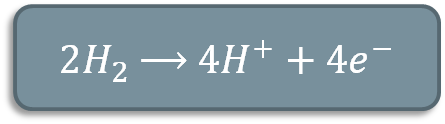 2H₂ ⟶ 4H⁺ + 4e⁻